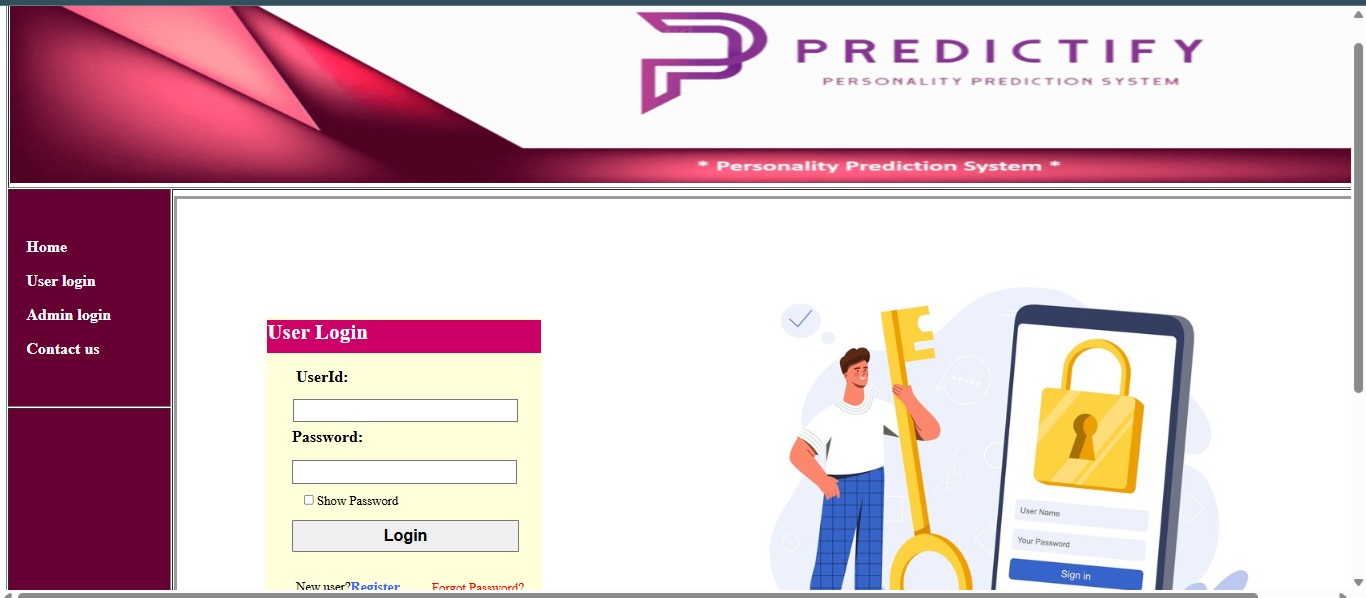 PREDICTIFY
PERSONALITY PREDICTION SYSTEM
* Personality Prediction System *
Home
User login
Admin login
Contact us
User Login
UserId:
Password:
Show Password
Login
New user?Register Forgot Password?
User Name
Your Password
Sign in